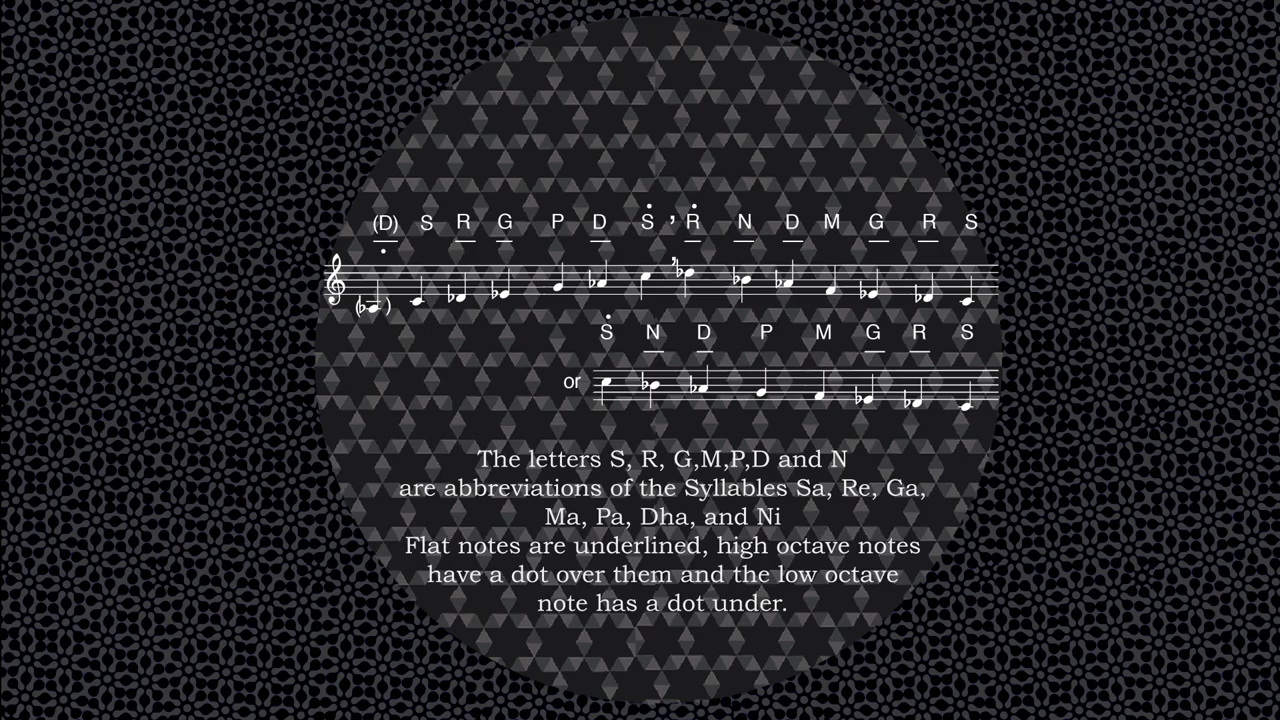 (D) S R G P D S ’ R N D M G R S
S N D P M G R S
or
The letters S, R, G,M,P,D and N
are abbreviations of the Syllables Sa, Re, Ga,
Ma, Pa, Dha, and Ni
Flat notes are underlined, high octave notes
have a dot over them and the low octave
note has a dot under.